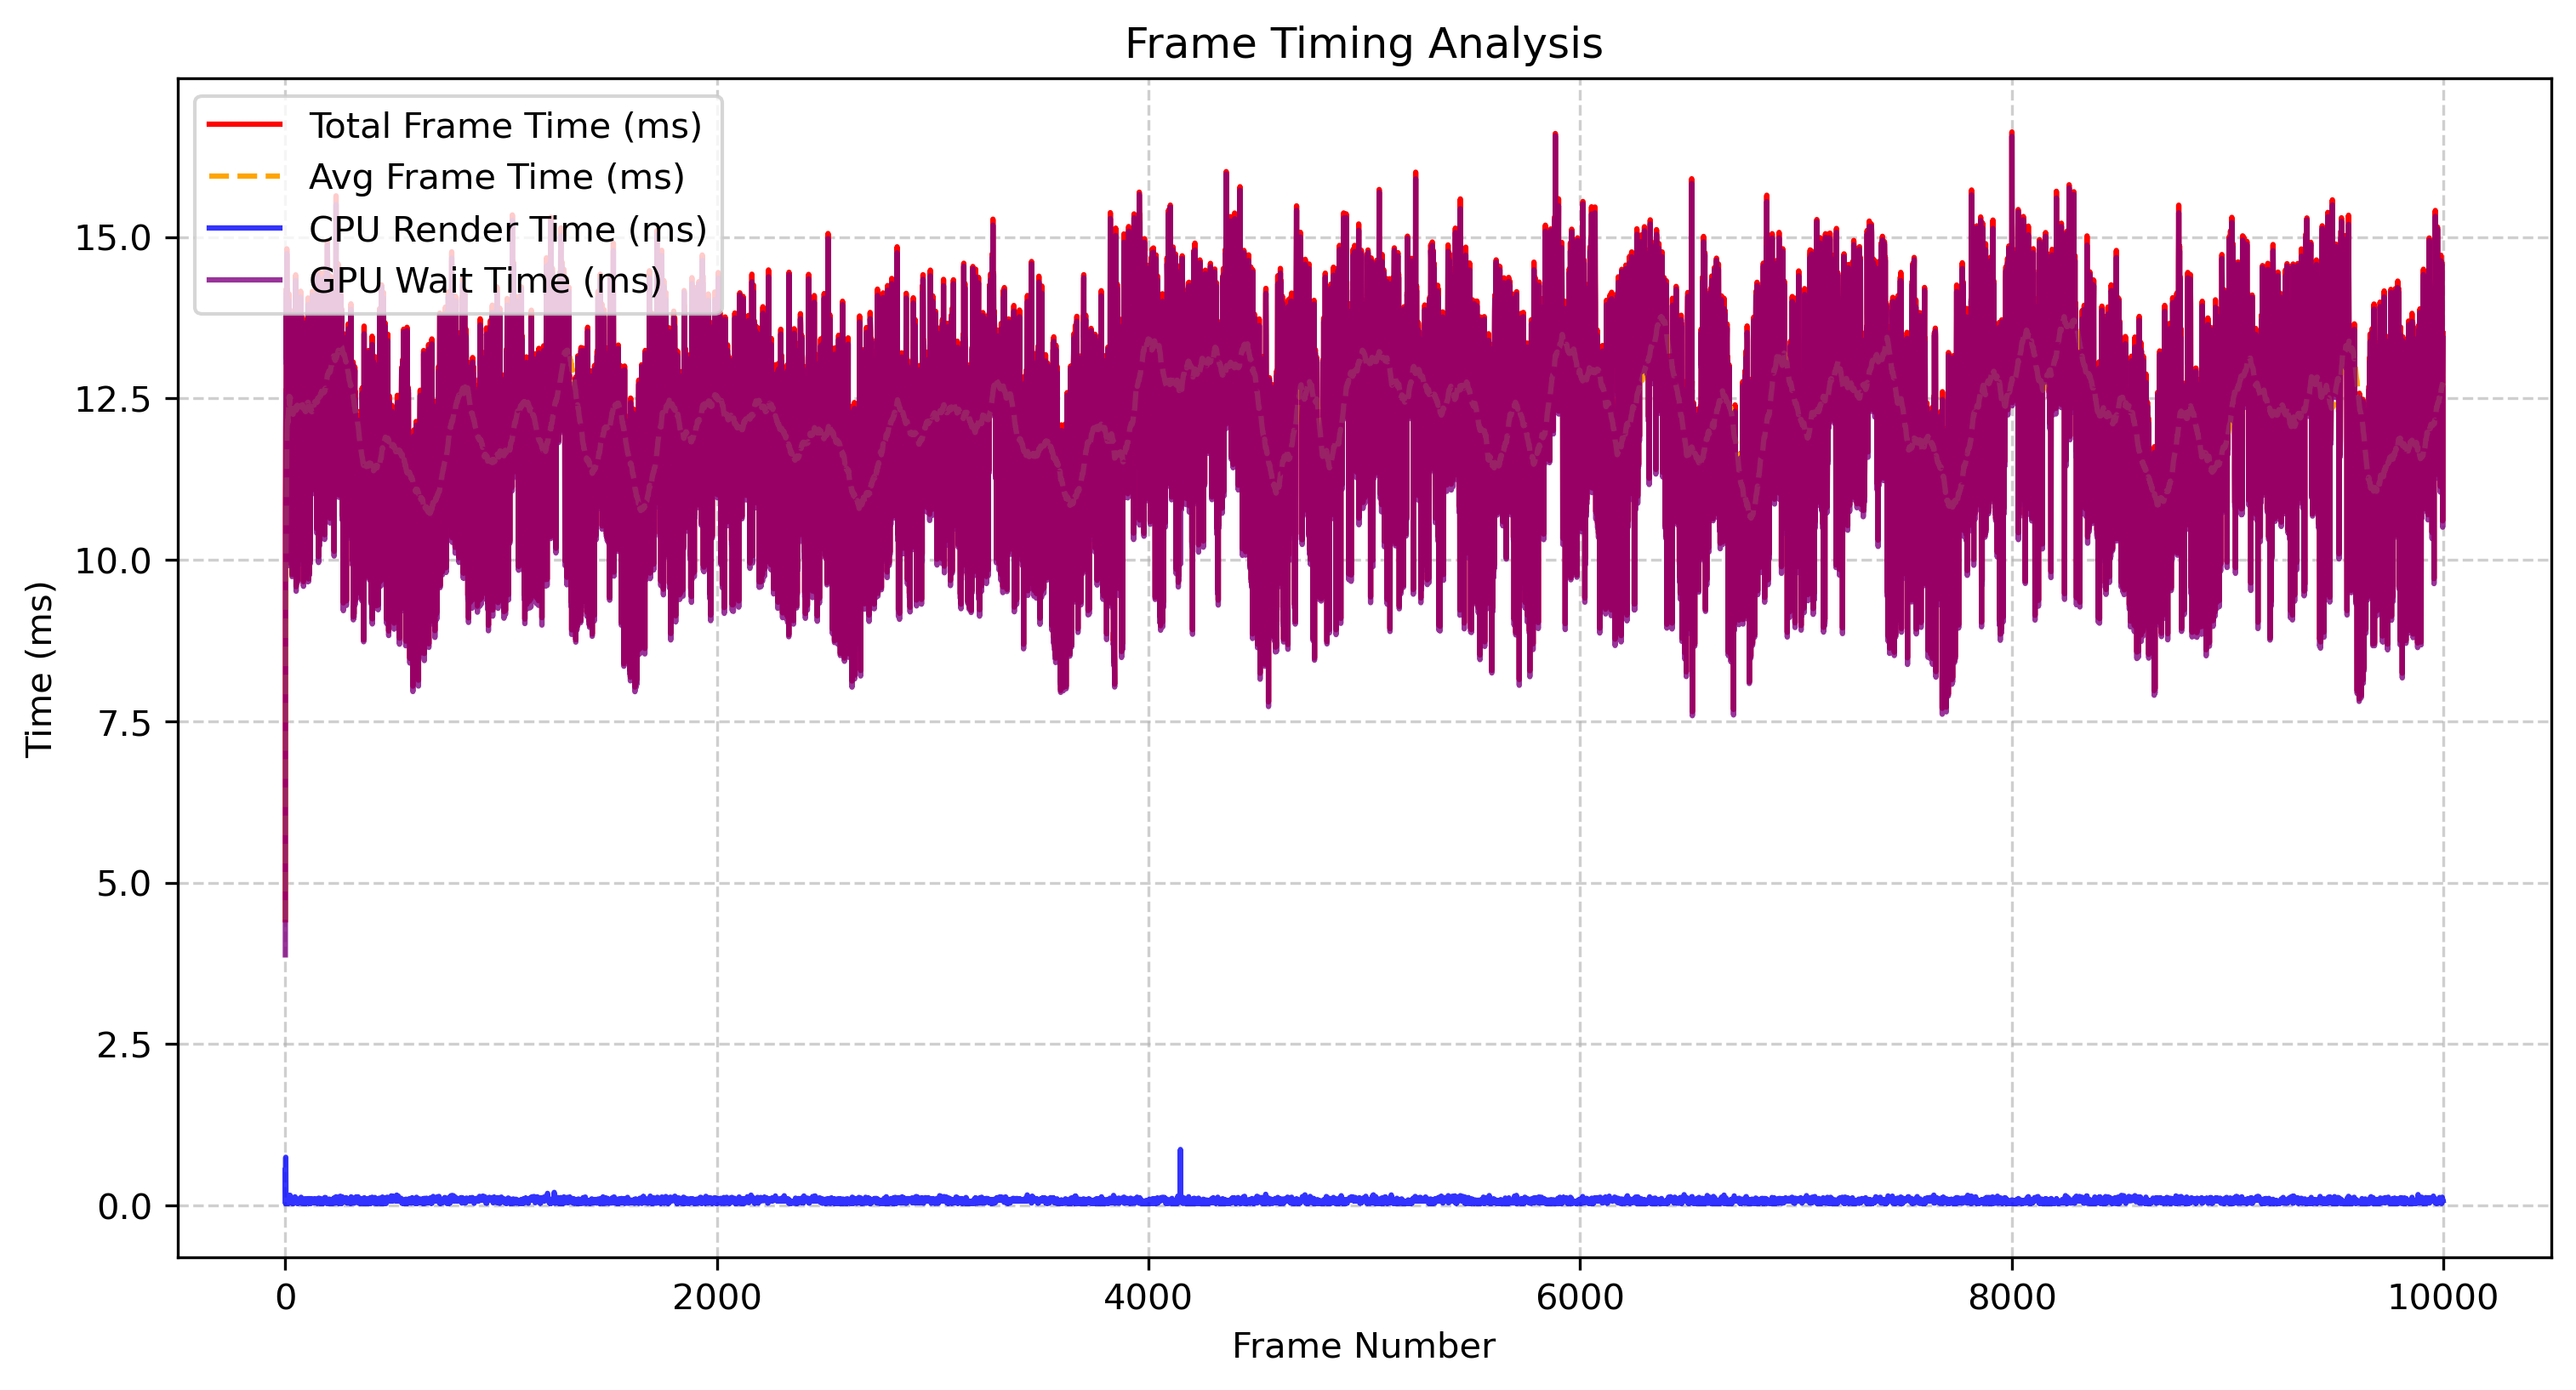 Frame Timing Analysis
Total Frame Time (ms)
Avg Frame Time (ms)
CPU Render Time (ms)
GPU Wait Time (ms)
15.0
12.5
10.0
7.5
5.0
2.5
0.0
Time (ms)
0 2000 4000 6000 8000 10000
Frame Number